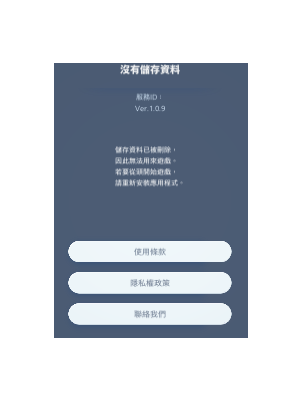 沒有儲存資料
服務ID：
Ver.1.0.9
儲存資料已被刪除，
因此無法用來遊戲。
若要從頭開始遊戲，
請重新安裝應用程式。
使用條款
隱私權政策
聯絡我們